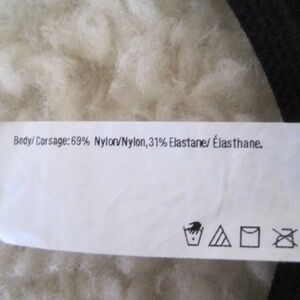 Body/ Corsage: 69% Nylon/Nylon, 31% Elastane/ Élasthane.